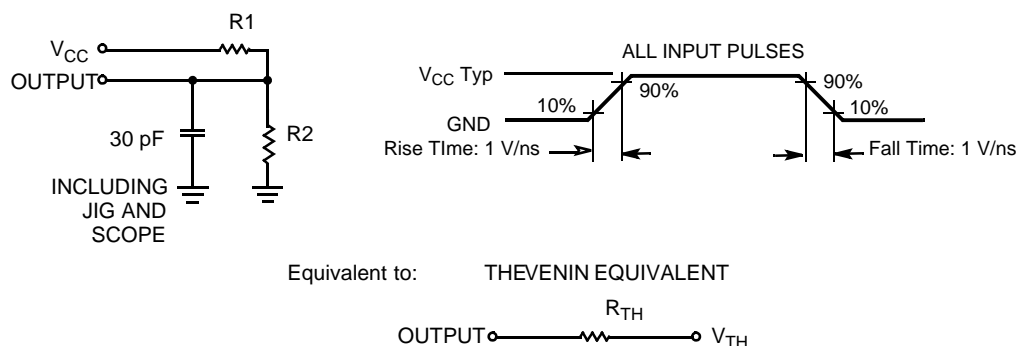 R1
VCC
OUTPUT
30 pF
R2
INCLUDING
JIG AND
SCOPE
ALL INPUT PULSES
VCC Typ
10%
90%
90%
10%
GND
Rise TIme: 1 V/ns
Fall Time: 1 V/ns
Equivalent to: THEVENIN EQUIVALENT
RTH
OUTPUT
VTH